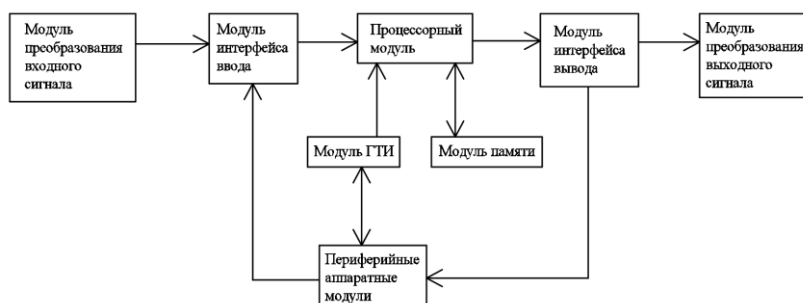 Модуль
преобразования
входного
сигнала
Модуль
интерфейса
ввода
Процессорный
модуль
Модуль
интерфейса
вывода
Модуль
преобразования
выходного
сигнала
Модуль ГТИ
Модуль памяти
Периферийные
аппаратные
модули